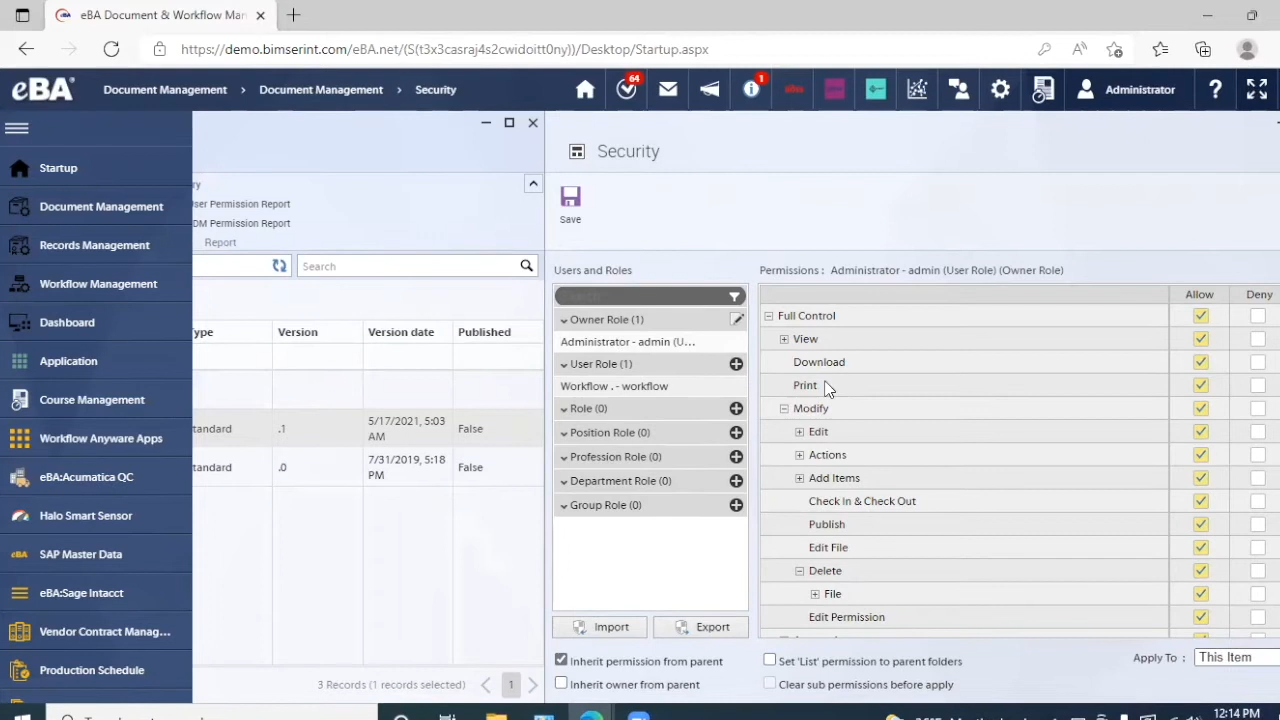 eBA Document & Workflow Mar
https://demo.bimserint.com/eBA.net/(S(t3x3casraj4s2cwidoitt0ny))/Desktop/Startup.aspx
eBA
Document Management > Document Management > Security
64
1
Administrator
?
Startup
Document Management
Records Management
Workflow Management
Dashboard
Application
Course Management
Workflow Anyware Apps
eBA:Acumatica QC
Halo Smart Sensor
eBA SAP Master Data
eBA:Sage Intacct
Vendor Contract Manag...
Production Schedule
ry
Jser Permission Report
DM Permission Report
Report
Search
ype Version Version date Published
tandard .1 5/17/2021, 5:03 AM False
tandard .0 7/31/2019, 5:18 PM False
3 Records (1 records selected) 1
Security
Save
Users and Roles
Search
Owner Role (1)
Administrator - admin (U...
User Role (1)
Workflow . - workflow
Role (0)
Position Role (0)
Profession Role (0)
Department Role (0)
Group Role (0)
Import Export
Inherit permission from parent
Inherit owner from parent
Permissions : Administrator - admin (User Role) (Owner Role)
Allow Deny
Full Control
View
Download
Print
Modify
Edit
Actions
Add Items
Check In & Check Out
Publish
Edit File
Delete
File
Edit Permission
Set 'List' permission to parent folders
Clear sub permissions before apply
Apply To : This Item
12:14 PM